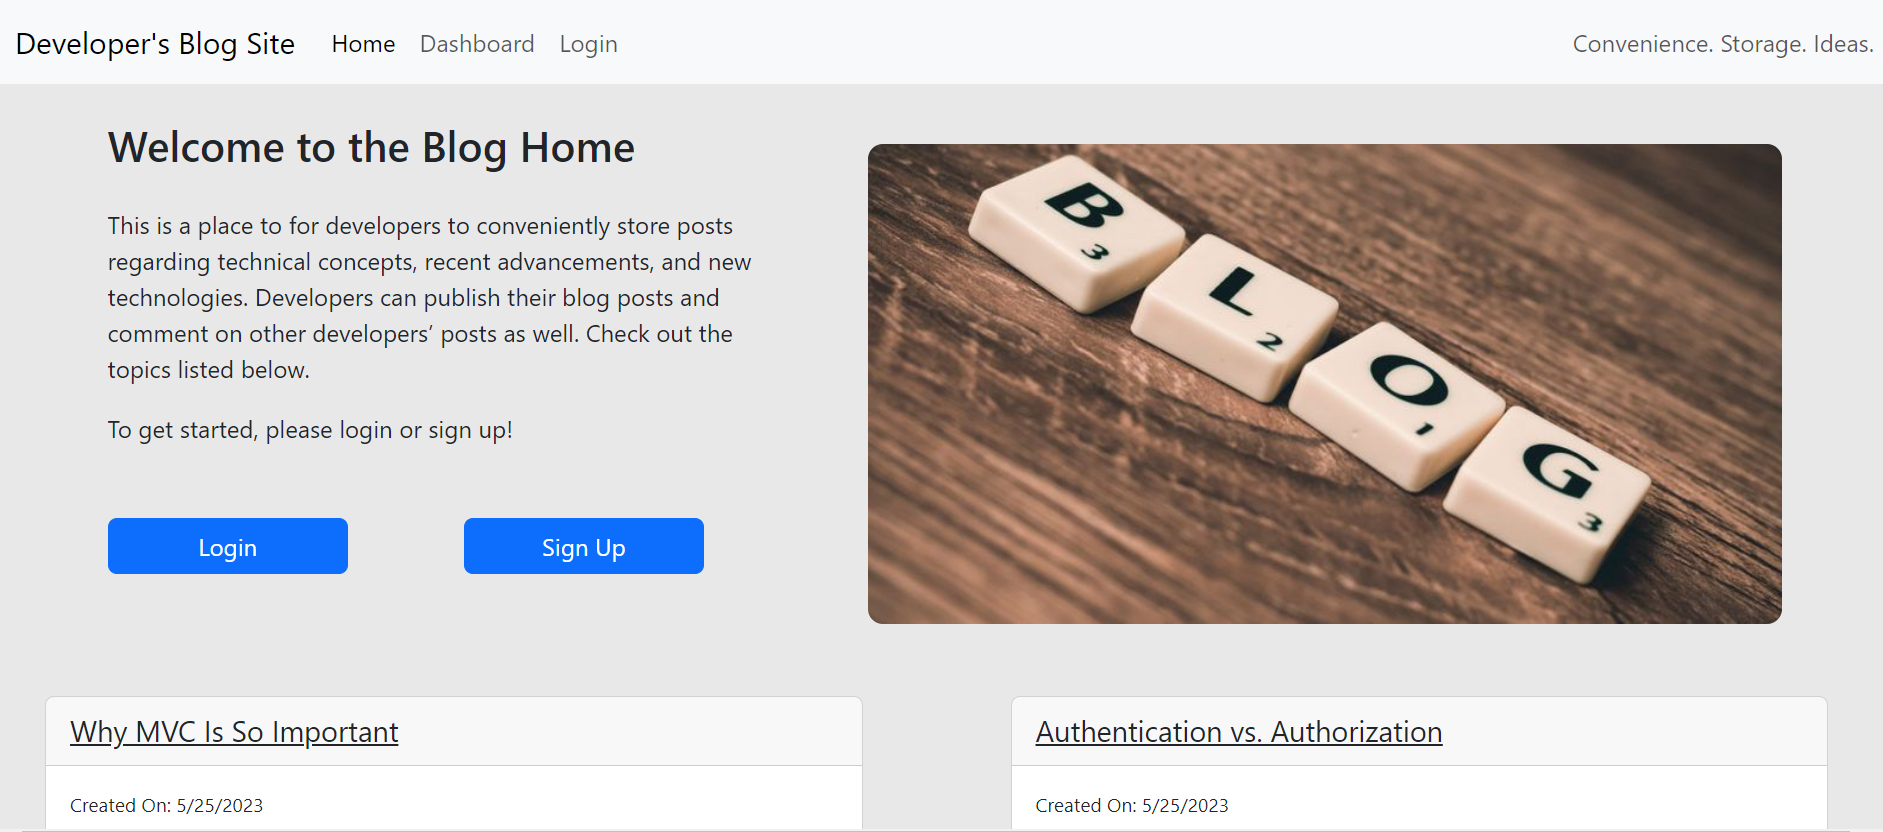 Developer's Blog Site Home Dashboard Login Convenience. Storage. Ideas.
Welcome to the Blog Home
This is a place to for developers to conveniently store posts
regarding technical concepts, recent advancements, and new
technologies. Developers can publish their blog posts and
comment on other developers’ posts as well. Check out the
topics listed below.
To get started, please login or sign up!
Login Sign Up
B 3
L 2
O 1
G 3
Why MVC Is So Important
Created On: 5/25/2023
Authentication vs. Authorization
Created On: 5/25/2023